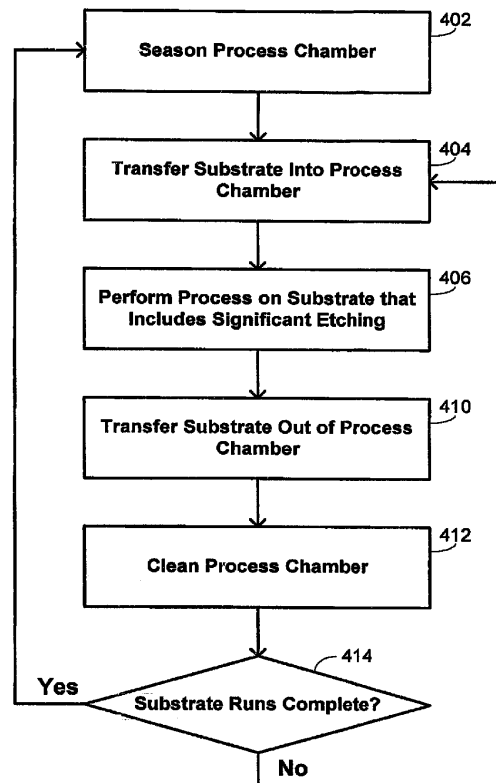 402
Season Process Chamber
404
Transfer Substrate Into Process
Chamber
406
Perform Process on Substrate that
Includes Significant Etching
410
Transfer Substrate Out of Process
Chamber
412
Clean Process Chamber
414
Yes
Substrate Runs Complete?
No